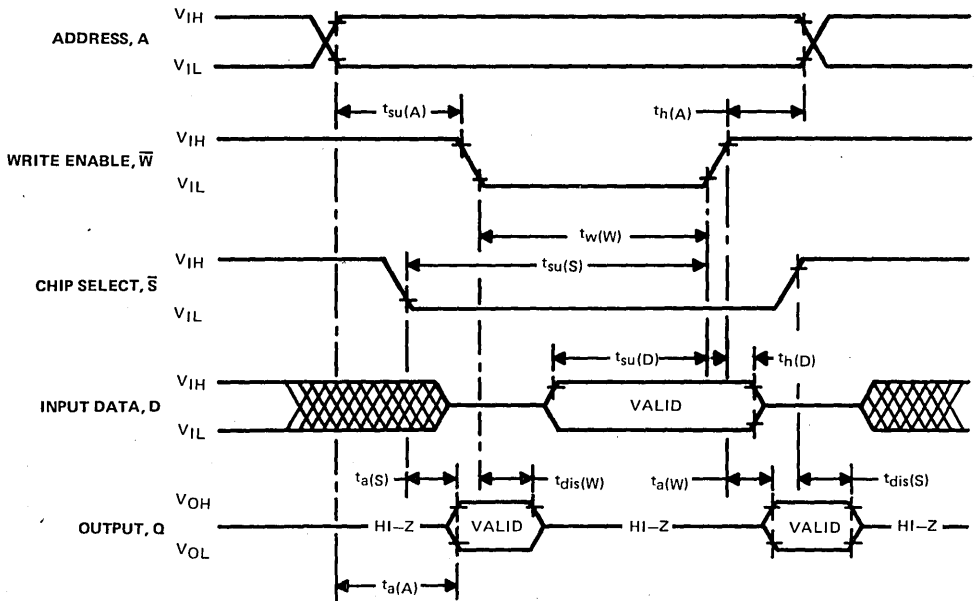 VIH
ADDRESS, A
VIL
tsu(A)
th(A)
VIH
WRITE ENABLE, W̅
VIL
tw(W)
VIH
tsu(S)
CHIP SELECT, S̅
VIL
tsu(D)
th(D)
VIH
INPUT DATA, D
VALID
VIL
ta(S)
tdis(W)
ta(W)
tdis(S)
VOH
OUTPUT, Q
HI–Z
VALID
HI–Z
VALID
HI–Z
VOL
ta(A)